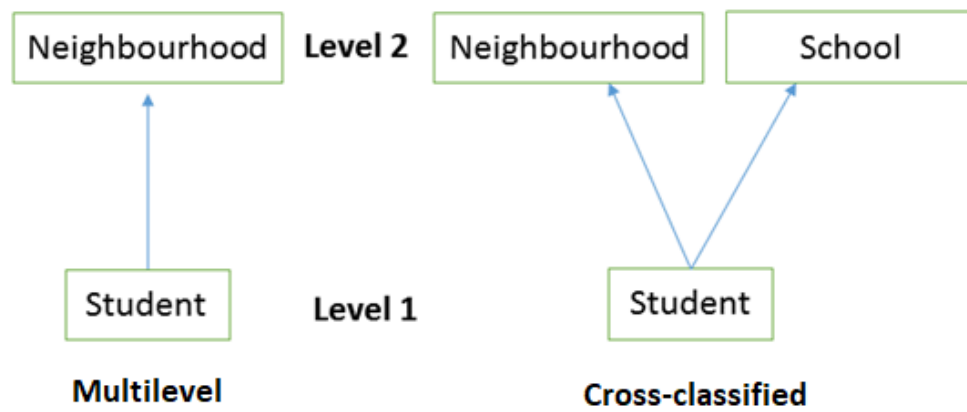 Neighbourhood
Level 2
Neighbourhood
School
Student
Level 1
Student
Multilevel
Cross-classified